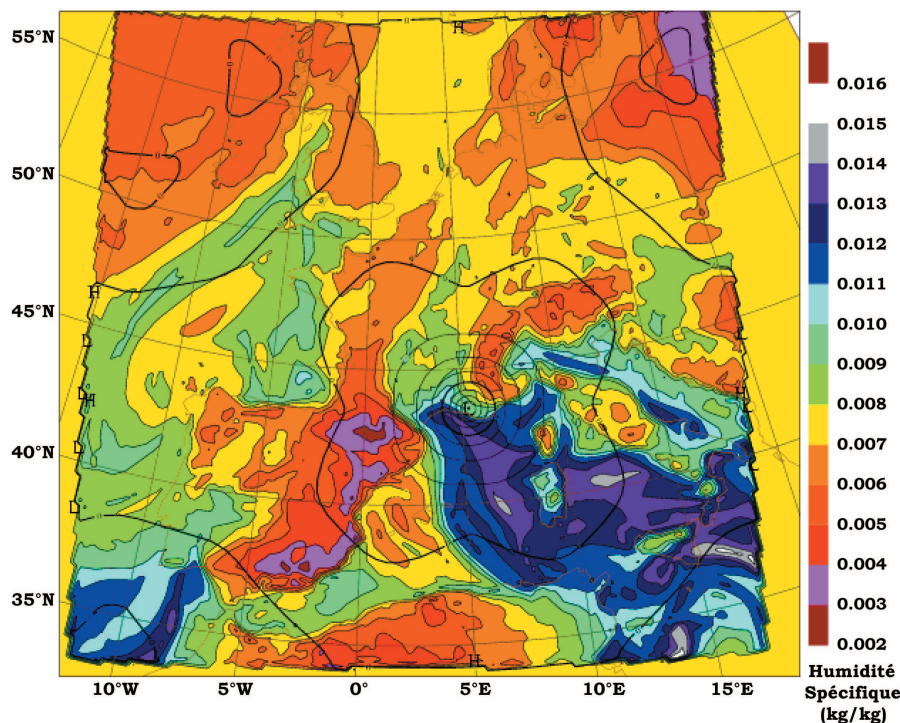 55°N
50°N
45°N
40°N
35°N
10°W
5°W
0°
5°E
10°E
15°E
H
H
D
D
H
D
D
H
L
L
H
L
0.016
0.015
0.014
0.013
0.012
0.011
0.010
0.009
0.008
0.007
0.006
0.005
0.004
0.003
0.002
Humidité
Spécifique
(kg/kg)